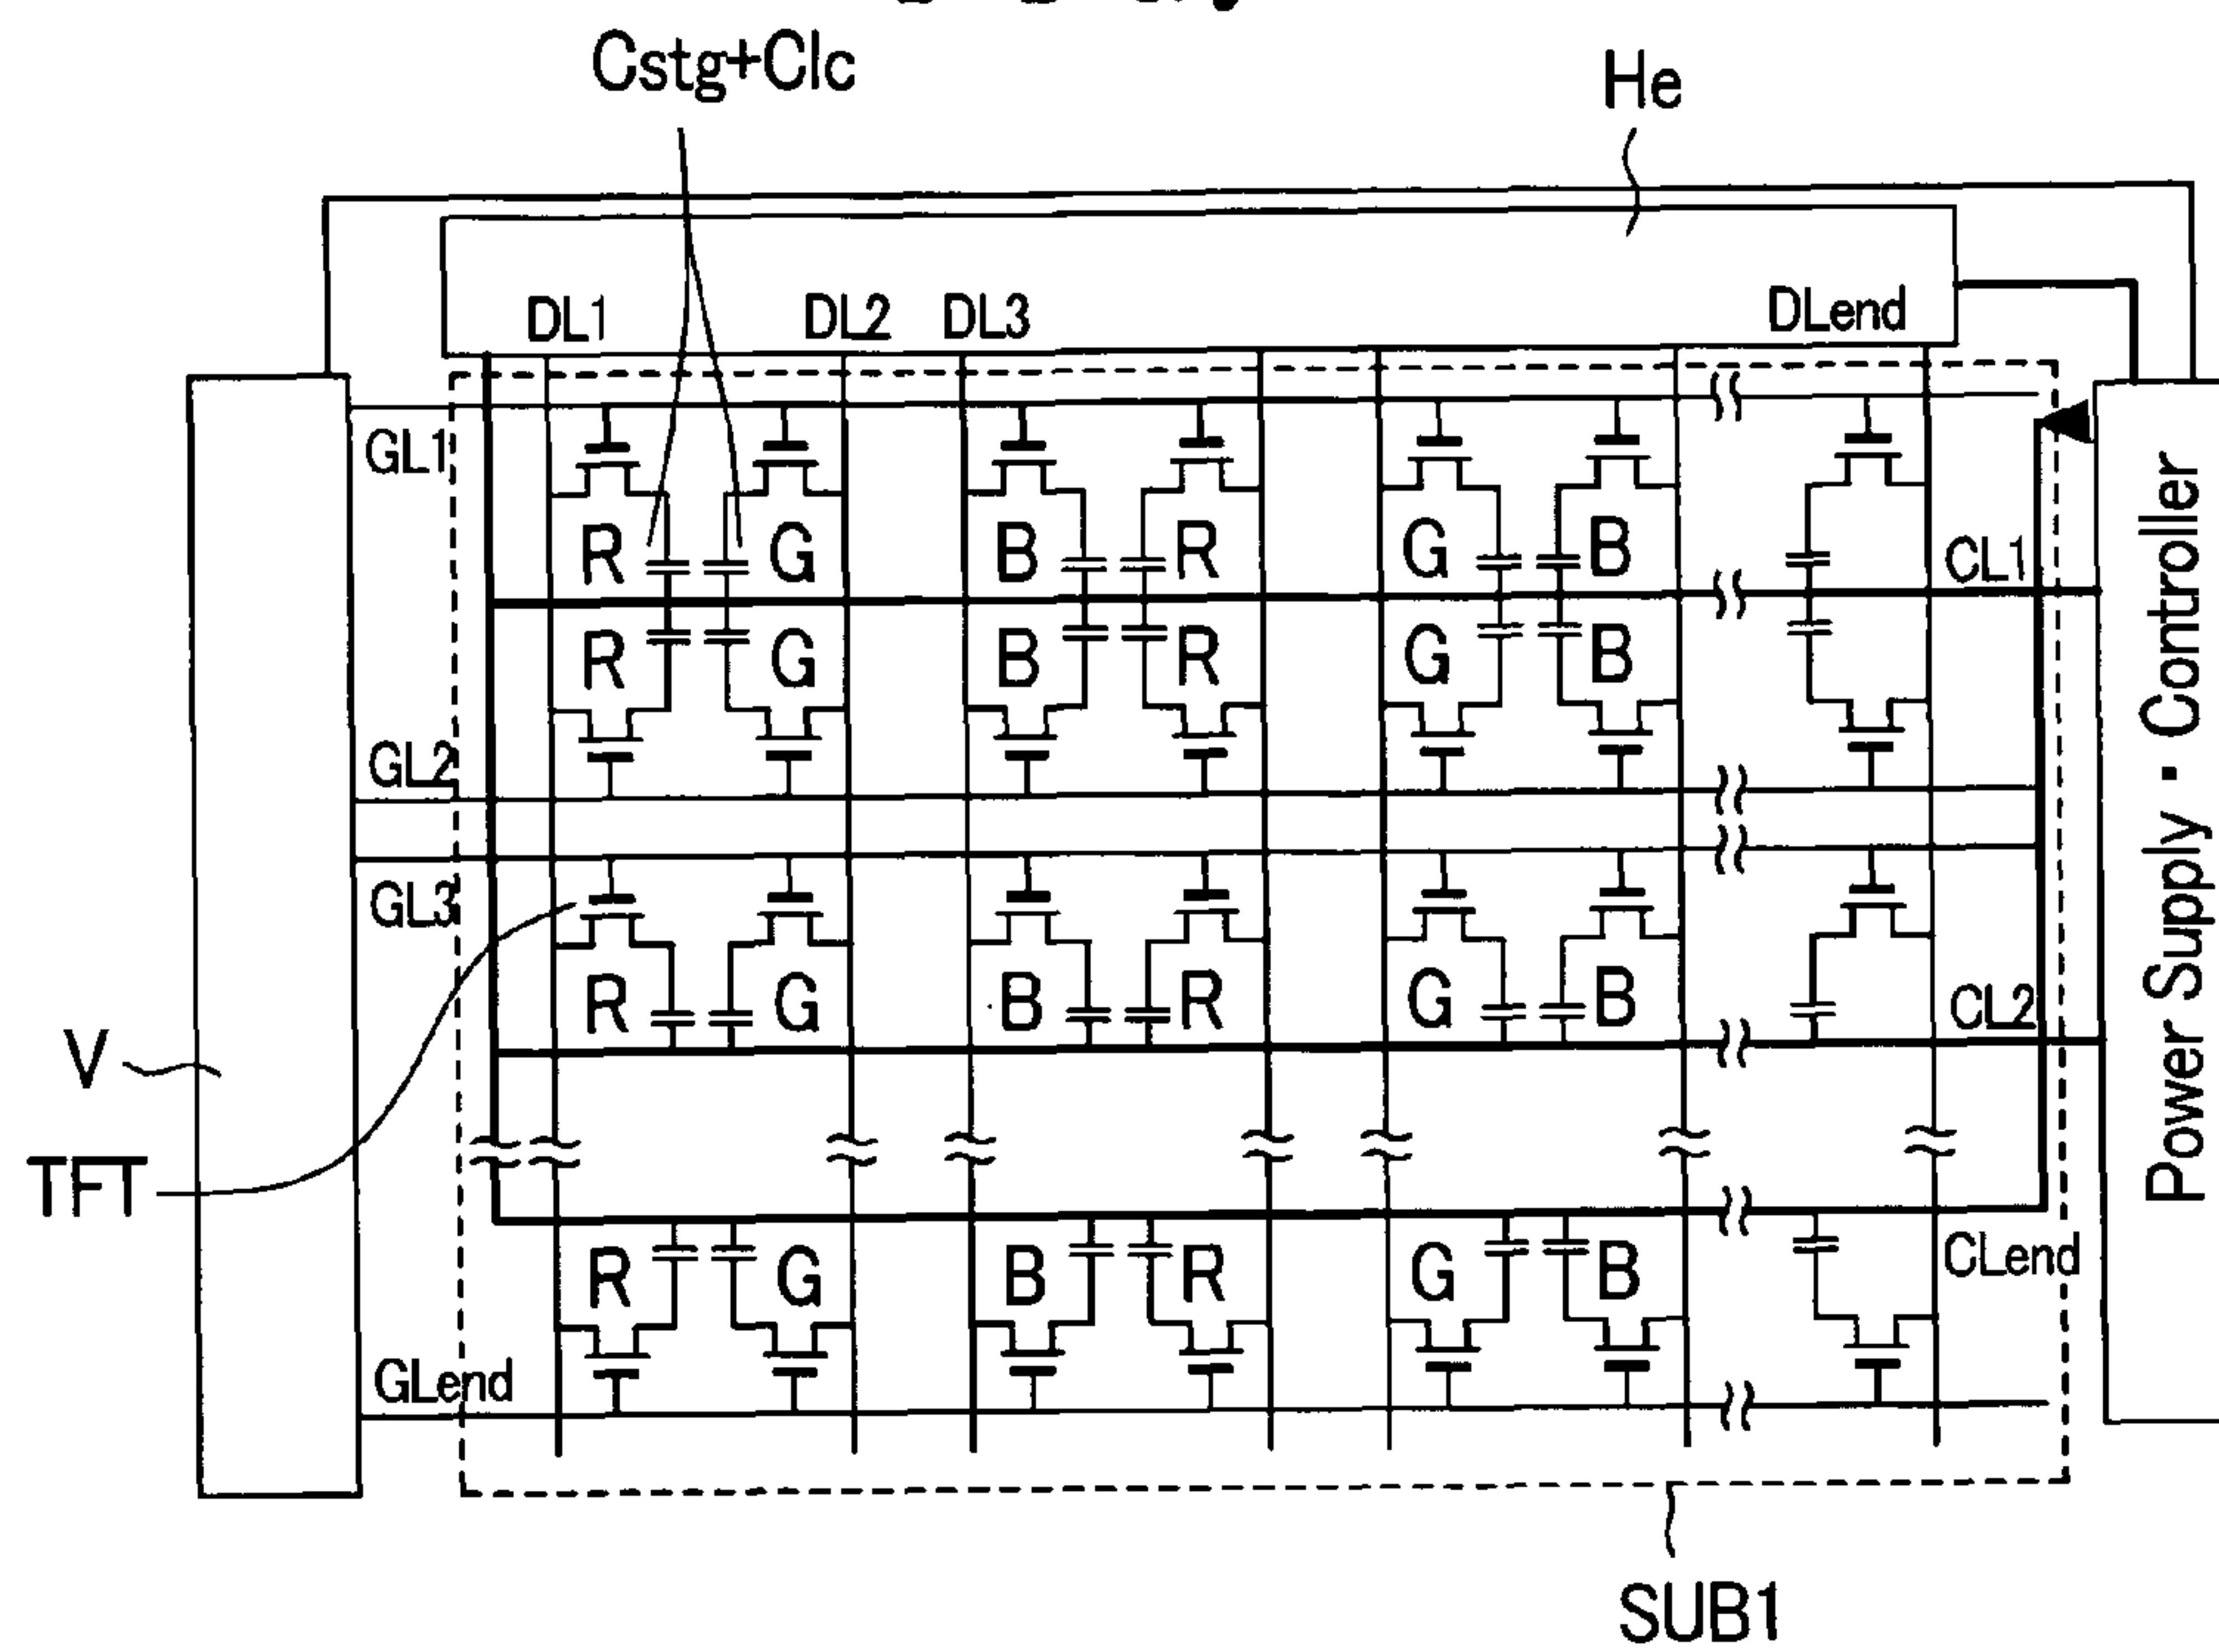 Cstg+Clc
He
DL1 DL2 DL3 DLend
GL1
R G B R G B
CL1
R G B R G B
GL2
GL3
R G B R G B
CL2
V
TFT
R G B R G B
CLend
GLend
Power Supply・Controller
SUB1